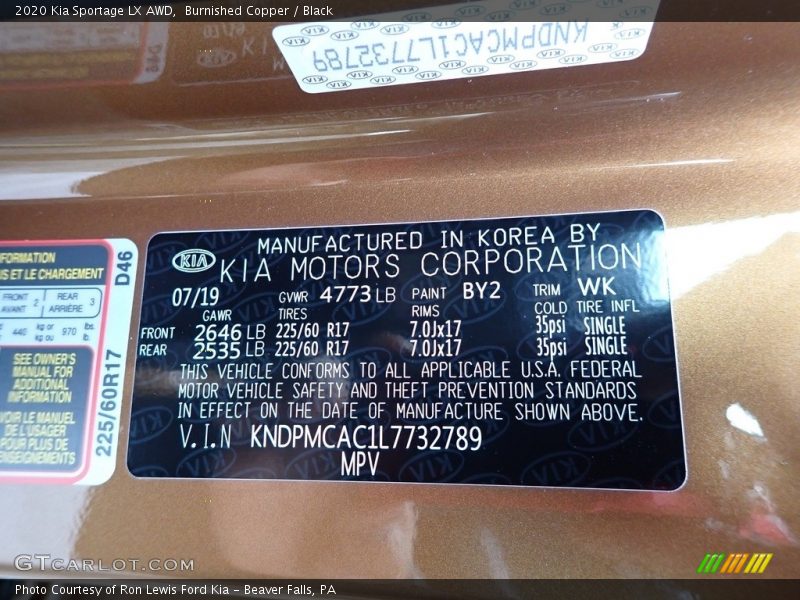 2020 Kia Sportage LX AWD, Burnished Copper / Black
KNDPMCAC1L7732789
KIA MANUFACTURED IN KOREA BY
KIA MOTORS CORPORATION
07/19 GVWR 4773 LB PAINT BY2 TRIM WK
GAWR TIRES RIMS COLD TIRE INFL
FRONT 2646 LB 225/60 R17 7.0Jx17 35psi SINGLE
REAR 2535 LB 225/60 R17 7.0Jx17 35psi SINGLE
THIS VEHICLE CONFORMS TO ALL APPLICABLE U.S.A. FEDERAL
MOTOR VEHICLE SAFETY AND THEFT PREVENTION STANDARDS
IN EFFECT ON THE DATE OF MANUFACTURE SHOWN ABOVE.
V.I.N KNDPMCAC1L7732789
MPV
FORMATION
IS ET LE CHARGEMENT
FRONT 2 REAR 3
AVANT ARRIÈRE
440 kg or lbs. 970
kg ou lb.
SEE OWNER'S
MANUAL FOR
ADDITIONAL
INFORMATION
VOIR LE MANUEL
DE L'USAGER
POUR PLUS DE
RENSEIGNEMENTS
225/60R17 D46
GTCARLOT.COM
Photo Courtesy of Ron Lewis Ford Kia – Beaver Falls, PA